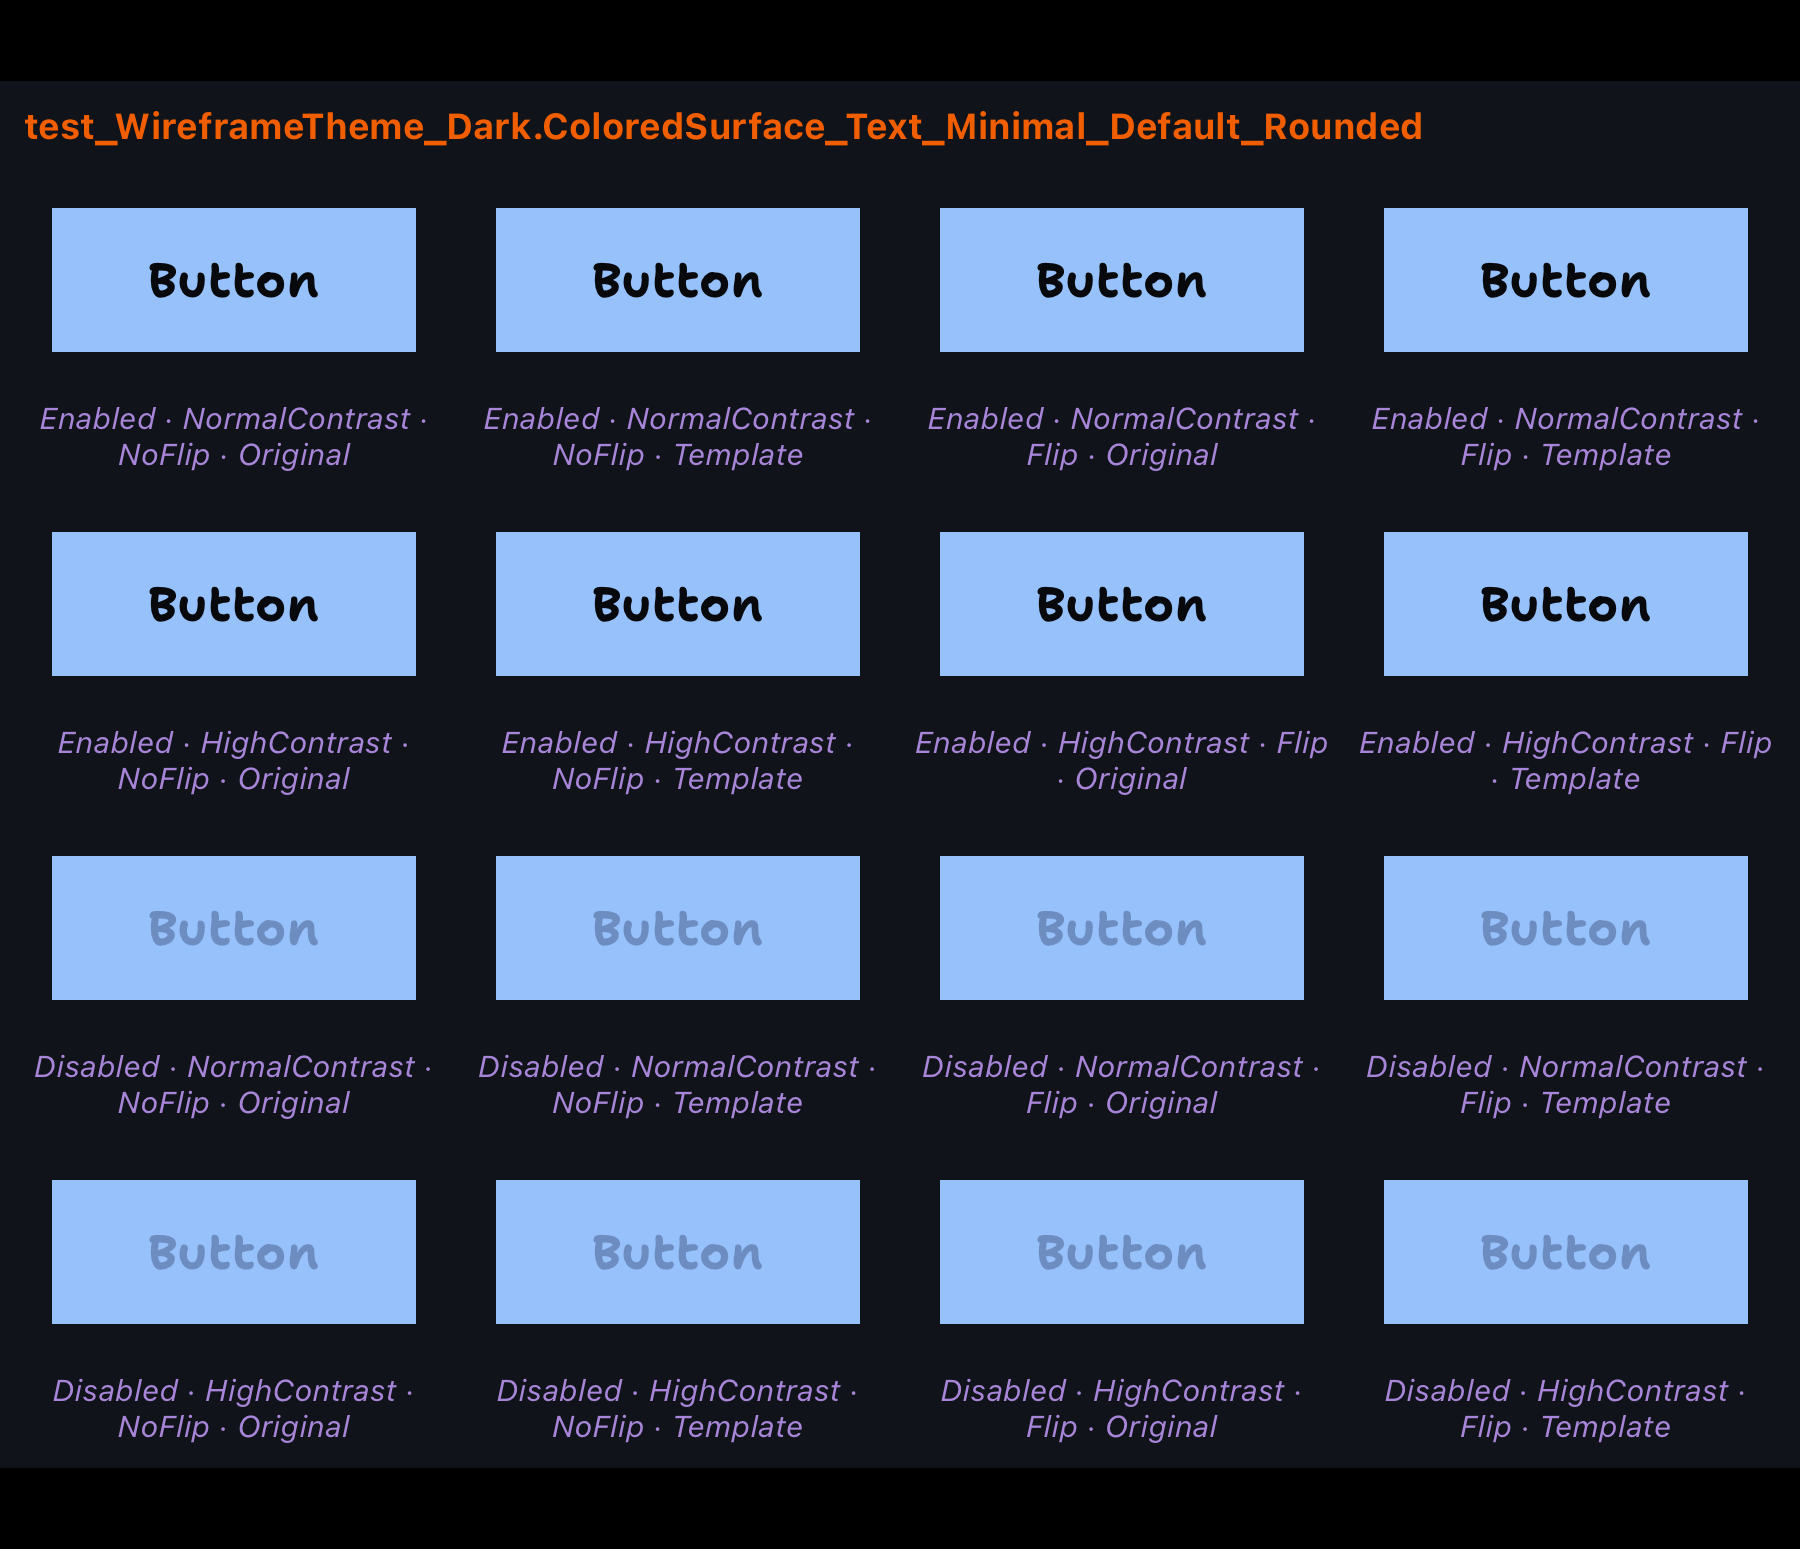 test_WireframeTheme_Dark.ColoredSurface_Text_Minimal_Default_Rounded
Button Button Button Button
Enabled · NormalContrast · Enabled · NormalContrast · Enabled · NormalContrast · Enabled · NormalContrast ·
NoFlip · Original NoFlip · Template Flip · Original Flip · Template
Button Button Button Button
Enabled · HighContrast · Enabled · HighContrast · Enabled · HighContrast · Flip Enabled · HighContrast · Flip
NoFlip · Original NoFlip · Template · Original · Template
Button Button Button Button
Disabled · NormalContrast · Disabled · NormalContrast · Disabled · NormalContrast · Disabled · NormalContrast ·
NoFlip · Original NoFlip · Template Flip · Original Flip · Template
Button Button Button Button
Disabled · HighContrast · Disabled · HighContrast · Disabled · HighContrast · Disabled · HighContrast ·
NoFlip · Original NoFlip · Template Flip · Original Flip · Template